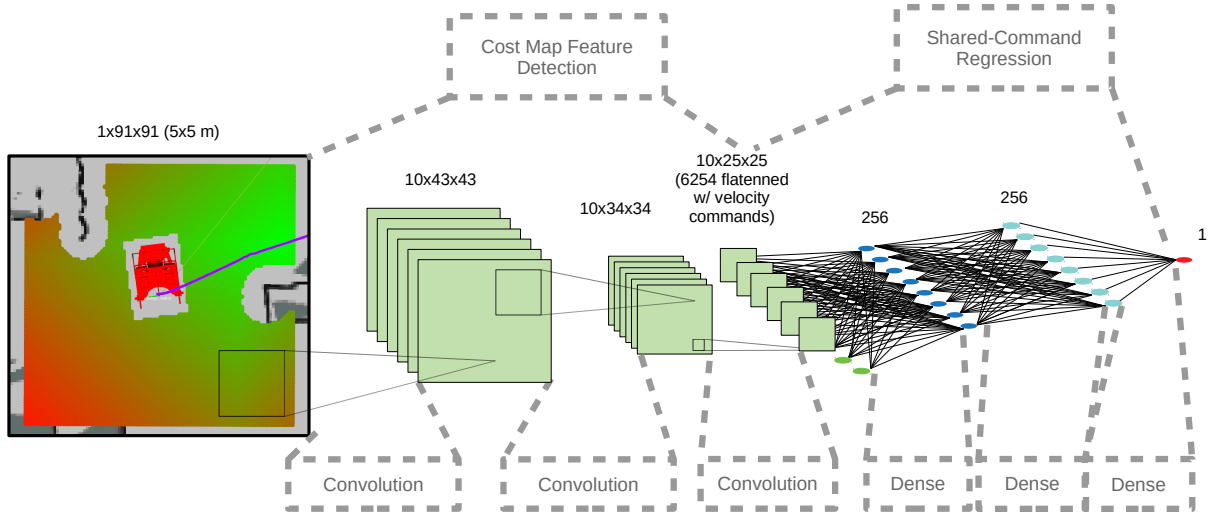 Cost Map Feature
Detection
Shared-Command
Regression
1x91x91 (5x5 m)
10x43x43
10x34x34
10x25x25
(6254 flatenned
w/ velocity
commands)
256
256
1
Convolution
Convolution
Convolution
Dense
Dense
Dense